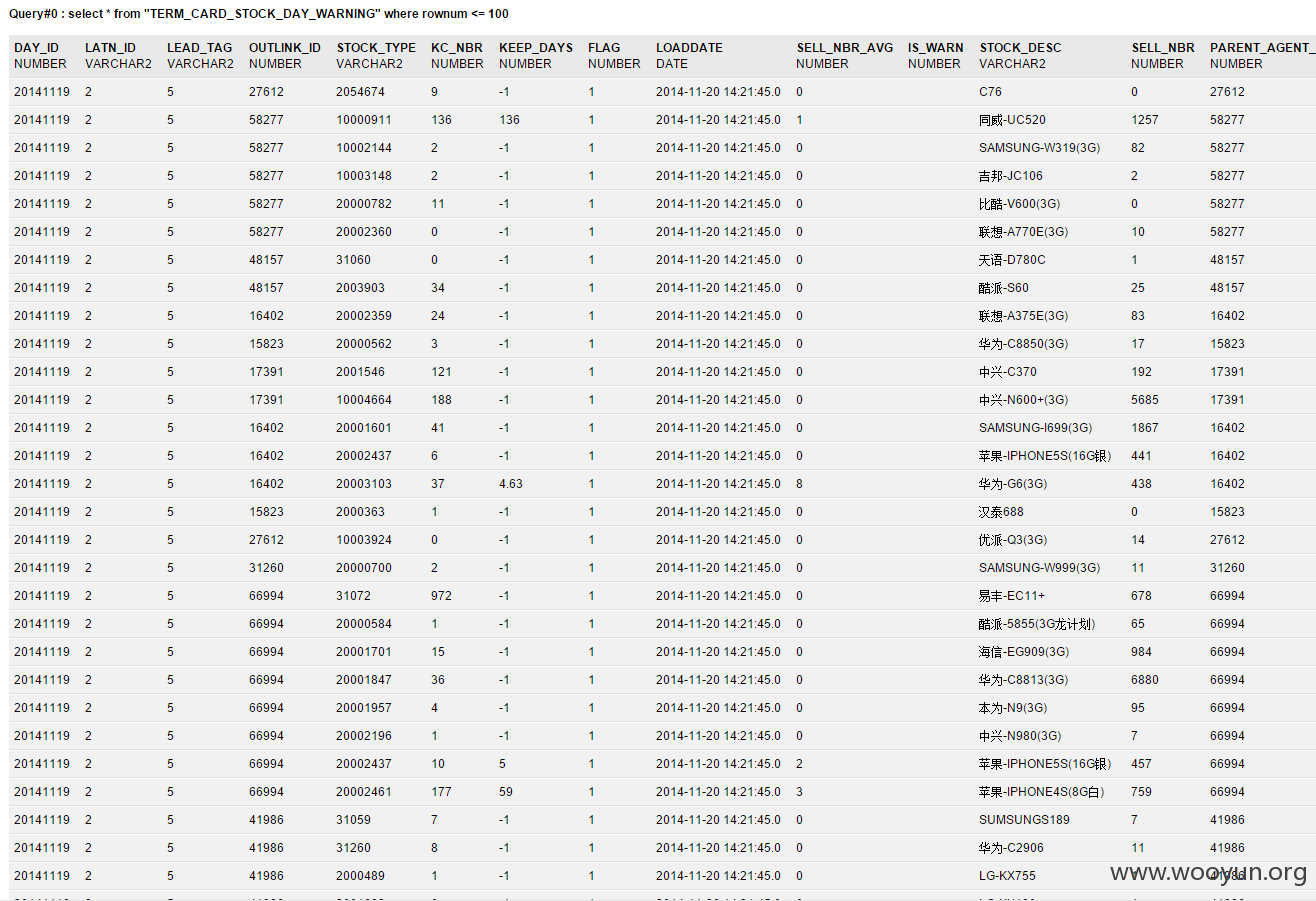 Query#0 : select * from "TERM_CARD_STOCK_DAY_WARNING" where rownum <= 100
DAY_ID LATN_ID LEAD_TAG OUTLINK_ID STOCK_TYPE KC_NBR KEEP_DAYS FLAG LOADDATE SELL_NBR_AVG IS_WARN STOCK_DESC SELL_NBR PARENT_AGENT_
NUMBER VARCHAR2 VARCHAR2 NUMBER VARCHAR2 NUMBER NUMBER NUMBER DATE NUMBER NUMBER VARCHAR2 NUMBER NUMBER
20141119 2 5 27612 2054674 9 -1 1 2014-11-20 14:21:45.0 0 C76 0 27612
20141119 2 5 58277 10000911 136 136 1 2014-11-20 14:21:45.0 1 同威-UC520 1257 58277
20141119 2 5 58277 10002144 2 -1 1 2014-11-20 14:21:45.0 0 SAMSUNG-W319(3G) 82 58277
20141119 2 5 58277 10003148 2 -1 1 2014-11-20 14:21:45.0 0 吉邦-JC106 2 58277
20141119 2 5 58277 20000782 11 -1 1 2014-11-20 14:21:45.0 0 比酷-V600(3G) 0 58277
20141119 2 5 58277 20002360 0 -1 1 2014-11-20 14:21:45.0 0 联想-A770E(3G) 10 58277
20141119 2 5 48157 31060 0 -1 1 2014-11-20 14:21:45.0 0 天语-D780C 1 48157
20141119 2 5 48157 2003903 34 -1 1 2014-11-20 14:21:45.0 0 酷派-S60 25 48157
20141119 2 5 16402 20002359 24 -1 1 2014-11-20 14:21:45.0 0 联想-A375E(3G) 83 16402
20141119 2 5 15823 20000562 3 -1 1 2014-11-20 14:21:45.0 0 华为-C8850(3G) 17 15823
20141119 2 5 17391 2001546 121 -1 1 2014-11-20 14:21:45.0 0 中兴-C370 192 17391
20141119 2 5 17391 10004664 188 -1 1 2014-11-20 14:21:45.0 0 中兴-N600+(3G) 5685 17391
20141119 2 5 16402 20001601 41 -1 1 2014-11-20 14:21:45.0 0 SAMSUNG-I699(3G) 1867 16402
20141119 2 5 16402 20002437 6 -1 1 2014-11-20 14:21:45.0 0 苹果-IPHONE5S(16G银) 441 16402
20141119 2 5 16402 20003103 37 4.63 1 2014-11-20 14:21:45.0 8 华为-G6(3G) 438 16402
20141119 2 5 15823 2000363 1 -1 1 2014-11-20 14:21:45.0 0 汉泰688 0 15823
20141119 2 5 27612 10003924 0 -1 1 2014-11-20 14:21:45.0 0 优派-Q3(3G) 14 27612
20141119 2 5 31260 20000700 2 -1 1 2014-11-20 14:21:45.0 0 SAMSUNG-W999(3G) 11 31260
20141119 2 5 66994 31072 972 -1 1 2014-11-20 14:21:45.0 0 易丰-EC11+ 678 66994
20141119 2 5 66994 20000584 1 -1 1 2014-11-20 14:21:45.0 0 酷派-5855(3G龙计划) 65 66994
20141119 2 5 66994 20001701 15 -1 1 2014-11-20 14:21:45.0 0 海信-EG909(3G) 984 66994
20141119 2 5 66994 20001847 36 -1 1 2014-11-20 14:21:45.0 0 华为-C8813(3G) 6880 66994
20141119 2 5 66994 20001957 4 -1 1 2014-11-20 14:21:45.0 0 本为-N9(3G) 95 66994
20141119 2 5 66994 20002196 1 -1 1 2014-11-20 14:21:45.0 0 中兴-N980(3G) 7 66994
20141119 2 5 66994 20002437 10 5 1 2014-11-20 14:21:45.0 2 苹果-IPHONE5S(16G银) 457 66994
20141119 2 5 66994 20002461 177 59 1 2014-11-20 14:21:45.0 3 苹果-IPHONE4S(8G白) 759 66994
20141119 2 5 41986 31059 7 -1 1 2014-11-20 14:21:45.0 0 SUMSUNGS189 7 41986
20141119 2 5 41986 31260 8 -1 1 2014-11-20 14:21:45.0 0 华为-C2906 11 41986
20141119 2 5 41986 2000489 1 -1 1 2014-11-20 14:21:45.0 0 LG-KX755 41986
www.wooyun.org